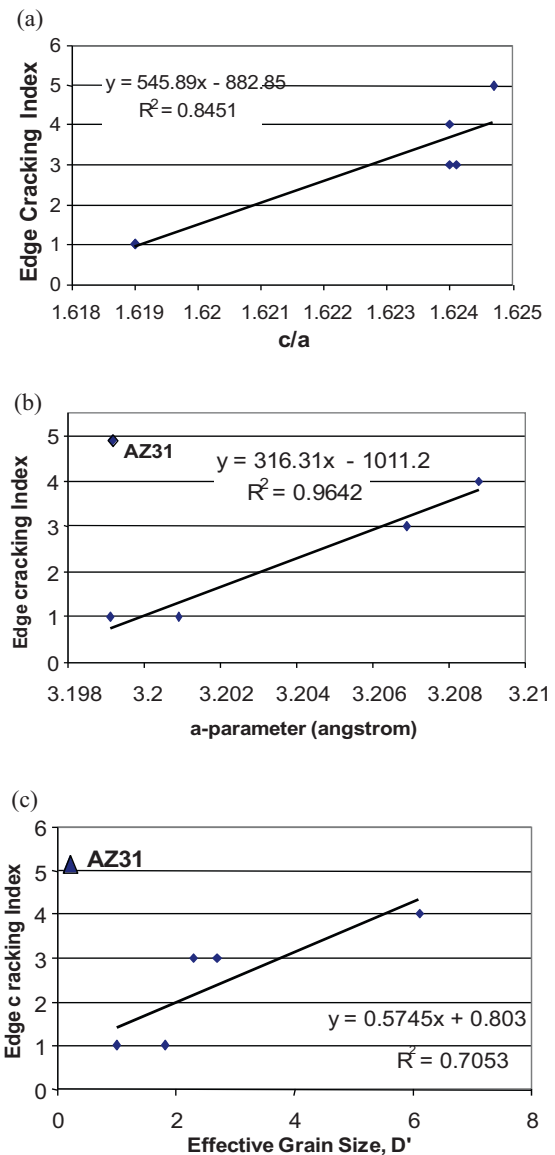 (a)
6
5
4
3
2
1
0
Edge Cracking Index
y = 545.89x - 882.85
R2 = 0.8451
1.618 1.619 1.62 1.621 1.622 1.623 1.624 1.625
c/a
(b)
5
4
3
2
1
0
Edge cracking Index
AZ31
y = 316.31x - 1011.2
R2 = 0.9642
3.198 3.2 3.202 3.204 3.206 3.208 3.21
a-parameter (angstrom)
(c)
6
5
4
3
2
1
0
Edge c racking Index
AZ31
y = 0.5745x + 0.803
R2 = 0.7053
0 2 4 6 8
Effective Grain Size, D'